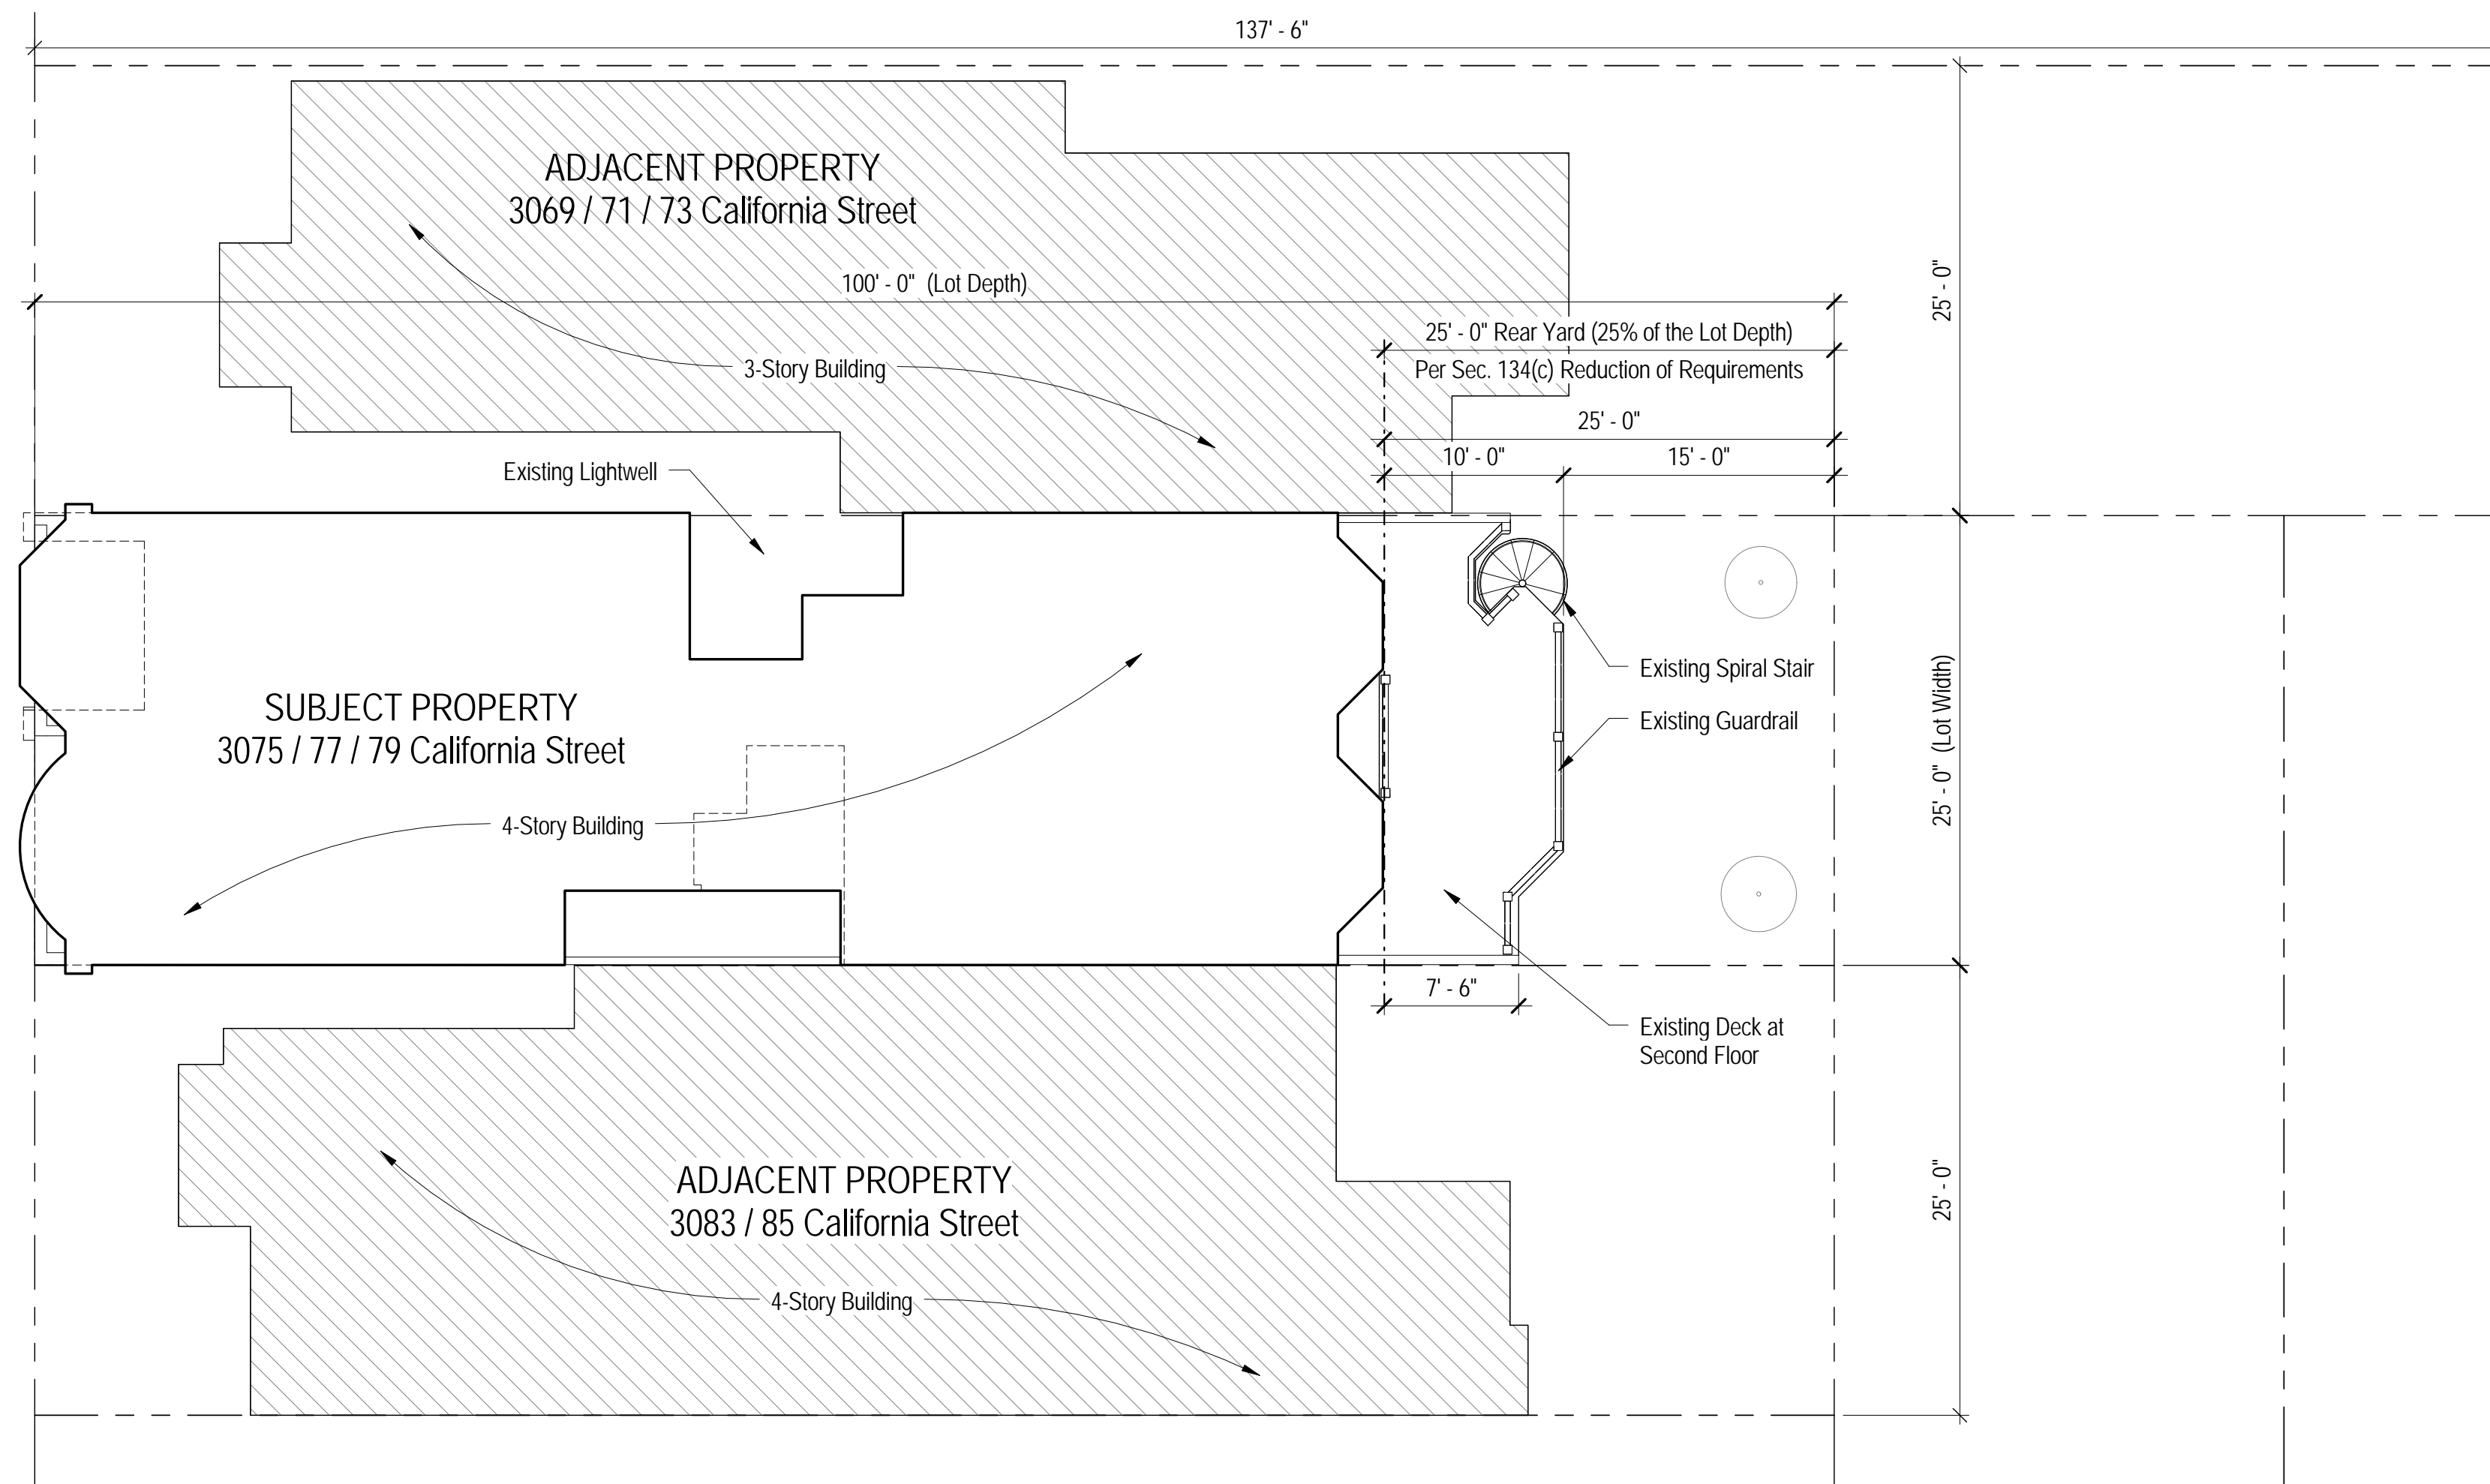 137' - 6"
ADJACENT PROPERTY
3069 / 71 / 73 California Street
25' - 0"
100' - 0" (Lot Depth)
25' - 0" Rear Yard (25% of the Lot Depth)
3-Story Building
Per Sec. 134(c) Reduction of Requirements
25' - 0"
10' - 0"
15' - 0"
Existing Lightwell
Existing Spiral Stair
SUBJECT PROPERTY
3075 / 77 / 79 California Street
Existing Guardrail
25' - 0" (Lot Width)
4-Story Building
7' - 6"
Existing Deck at
Second Floor
ADJACENT PROPERTY
3083 / 85 California Street
25' - 0"
4-Story Building